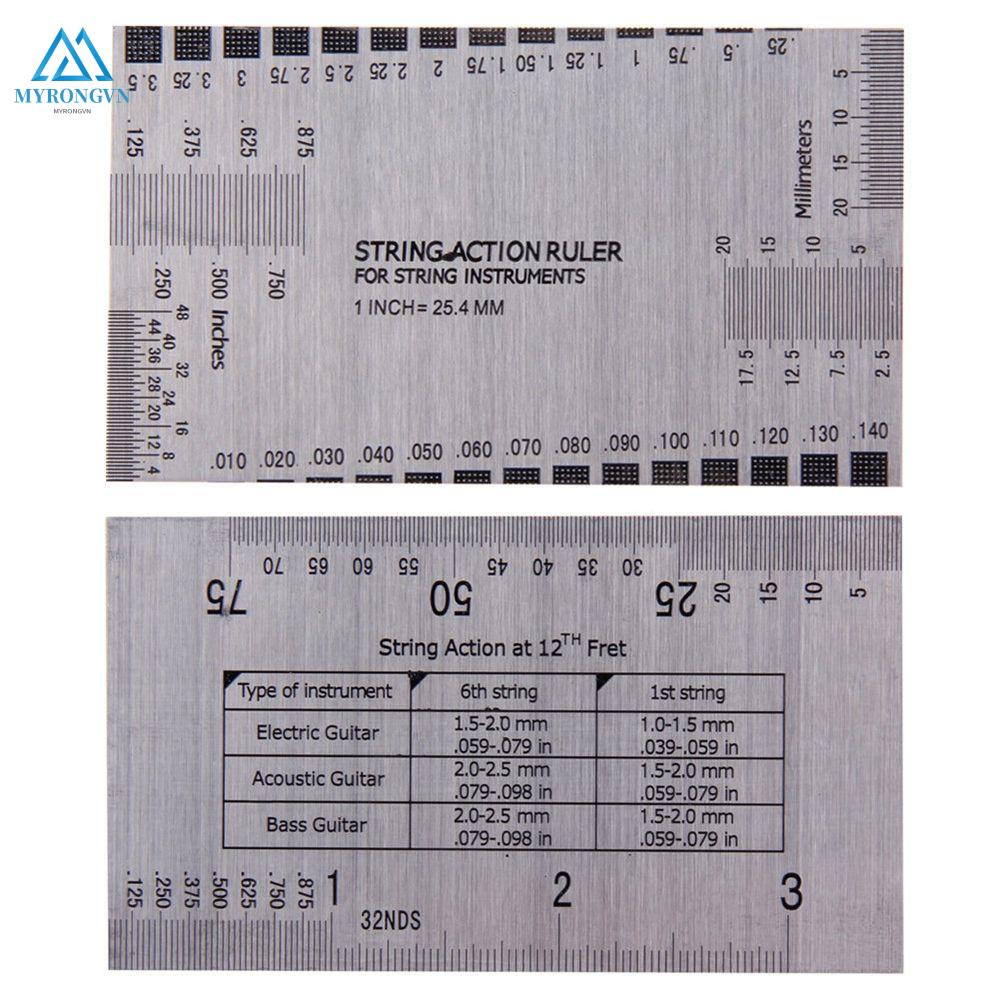 MYRONGVN
MYRONGVN
3.5 3.25 3 2.75 2.5 2.25 2 1.75 1.50 1.25 1 .75 .5 .25
.125 .375 .625 .875
5 10 15 20
Millimeters
STRING ACTION RULER
FOR STRING INSTRUMENTS
1 INCH= 25.4 MM
20 15 10 5
.250 .500 .750
Inches
48 44 40 36 32 28 24 20 16 12 8 4
17.5 12.5 7.5 2.5
.010 .020 .030 .040 .050 .060 .070 .080 .090 .100 .110 .120 .130 .140
70 65 60 55 45 40 35 30
75 50 25 20 15 10 5
String Action at 12TH Fret
Type of instrument 6th string 1st string
Electric Guitar 1.5-2.0 mm 1.0-1.5 mm
.059-.079 in .039-.059 in
Acoustic Guitar 2.0-2.5 mm 1.5-2.0 mm
.079-.098 in .059-.079 in
Bass Guitar 2.0-2.5 mm 1.5-2.0 mm
.079-.098 in .059-.079 in
.125 .250 .375 .500 .625 .750 .875 1 2 3
32NDS